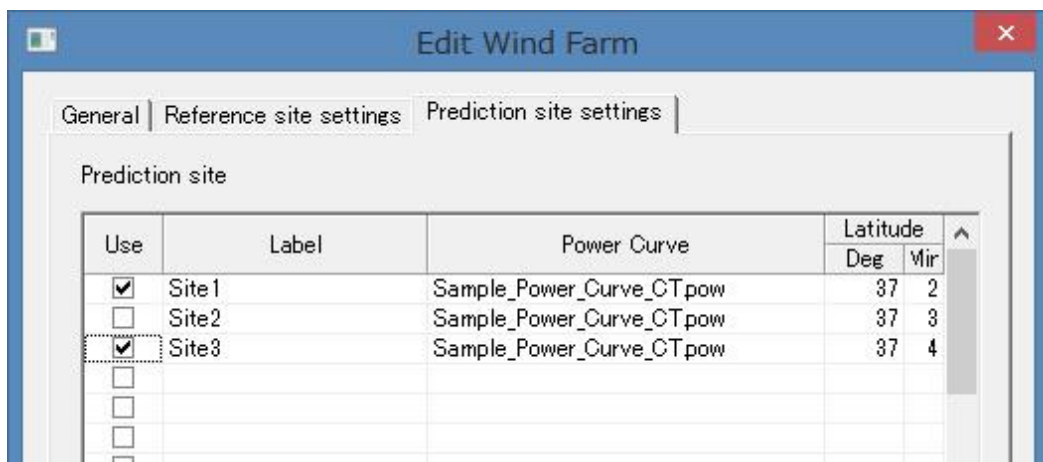 Edit Wind Farm
General Reference site settings Prediction site settings
Prediction site
Use Label Power Curve Latitude
Deg Mir
Site1 Sample_Power_Curve_CT.pow 37 2
Site2 Sample_Power_Curve_CT.pow 37 3
Site3 Sample_Power_Curve_CT.pow 37 4